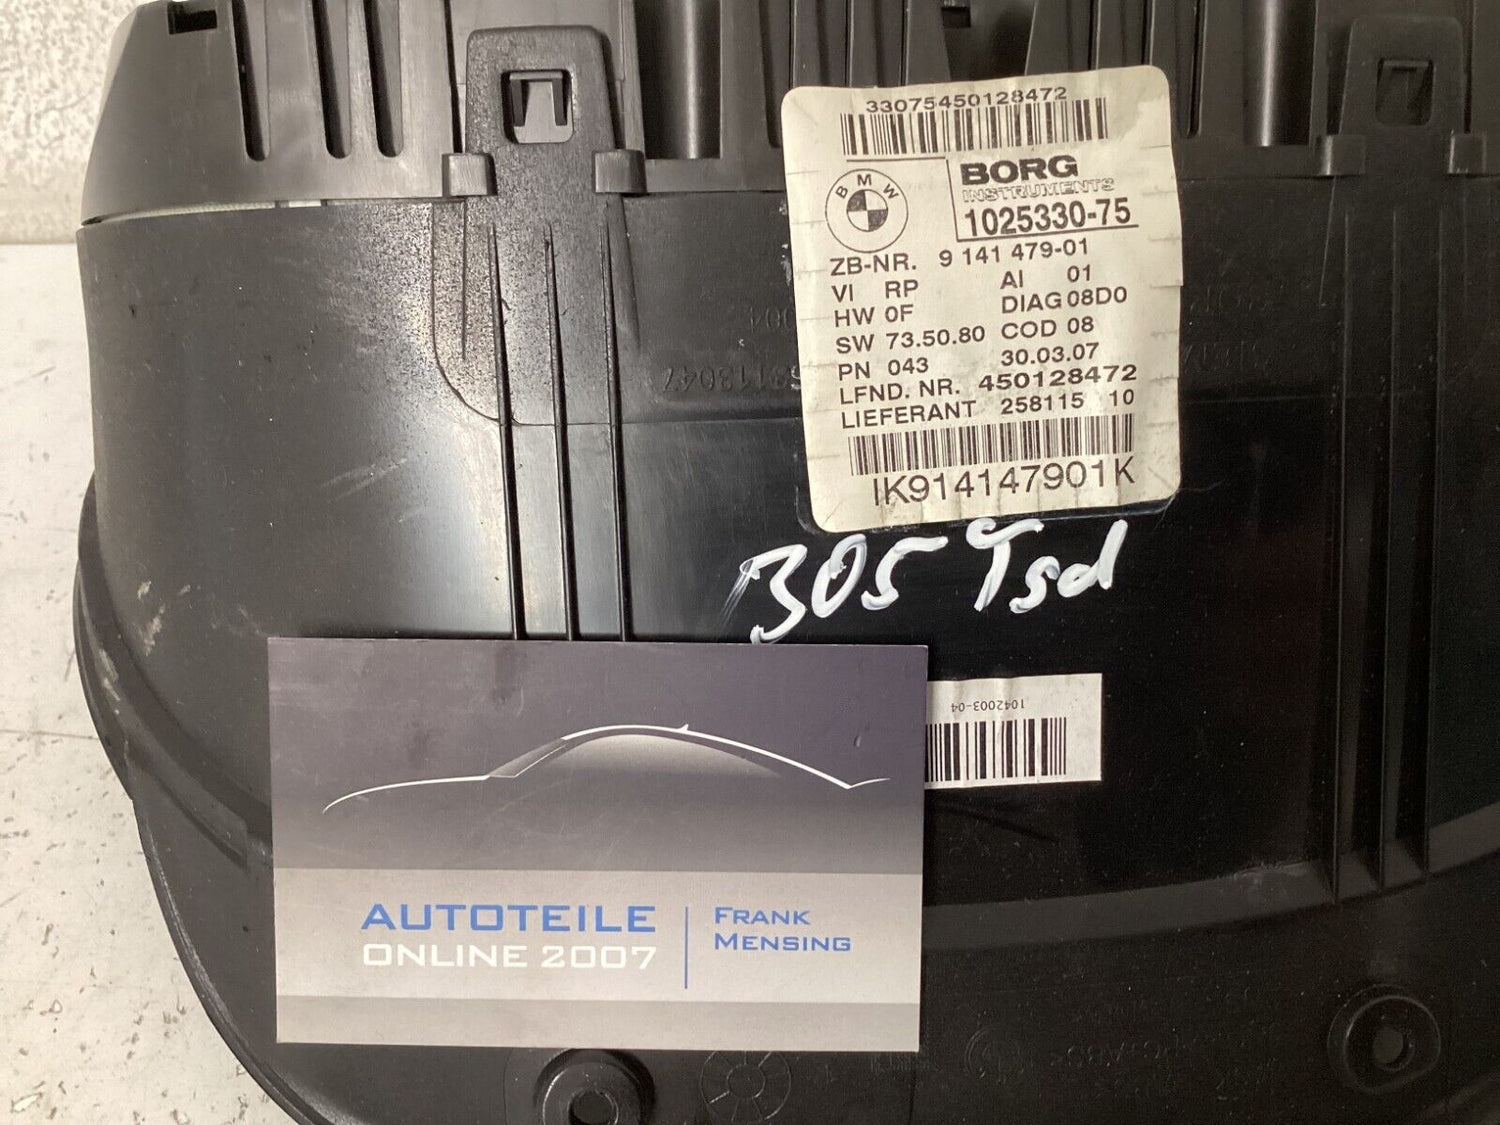 33075450128472
BMW
BORG
INSTRUMENTS
1025330-75
ZB-NR. 9 141 479-01
VI RP AI 01
HW 0F DIAG 08D0
SW 73.50.80 COD 08
PN 043 30.03.07
LFND. NR. 450128472
LIEFERANT 258115 10
IK914147901K
305 Tsd
1042003-04
AUTOTEILE
ONLINE 2007
FRANK
MENSING